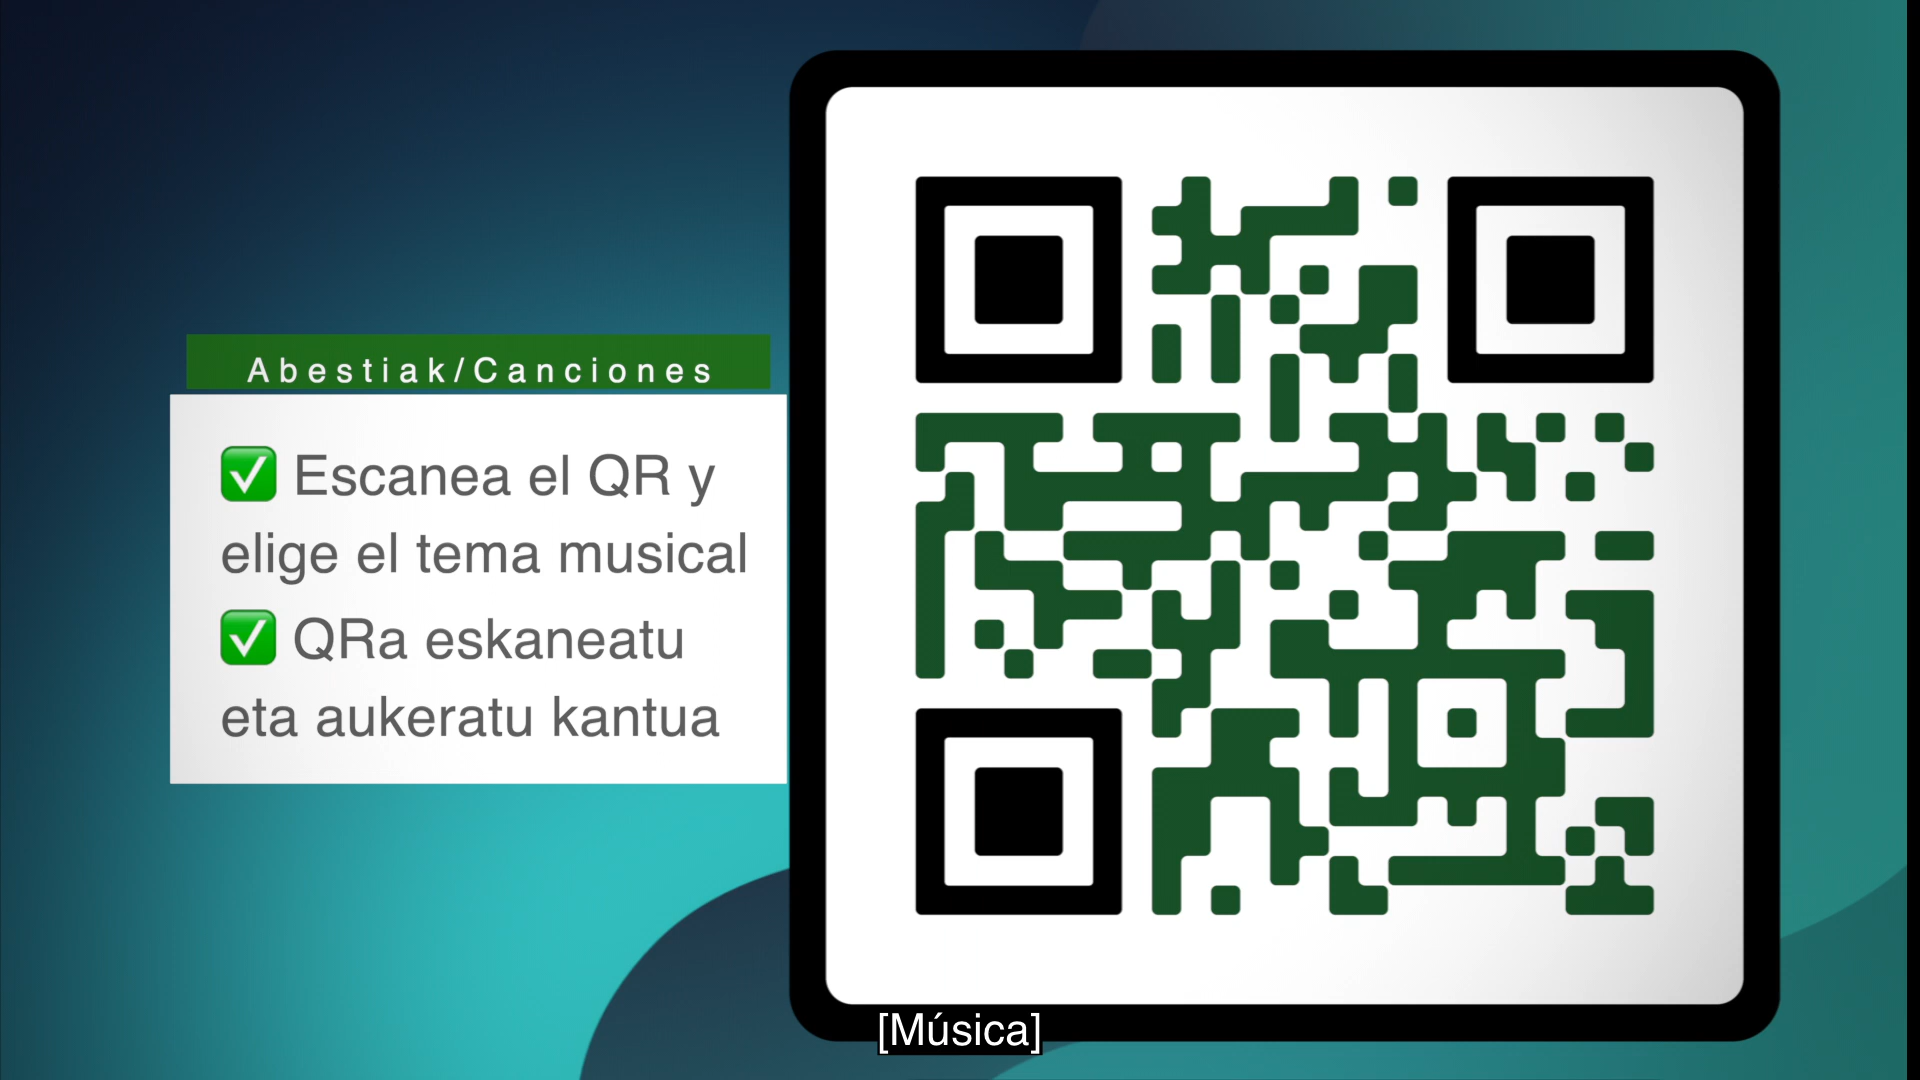 Abestiak/Canciones
✅ Escanea el QR y
elige el tema musical
✅ QRa eskaneatu
eta aukeratu kantua
[Música]